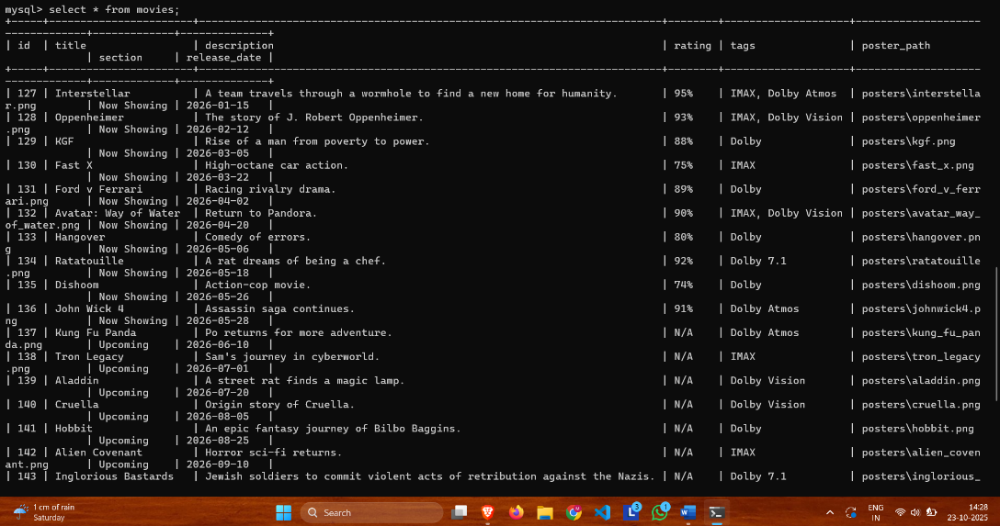 mysql> select * from movies;
+-----+-----------------------+----------------------------------------------------------------------------+--------+--------------------+-------------------
-------------+-------------+--------------+
| id  | title                 | description                                                                | rating | tags               | poster_path
             | section     | release_date |
+-----+-----------------------+----------------------------------------------------------------------------+--------+--------------------+-------------------
-------------+-------------+--------------+
| 127 | Interstellar          | A team travels through a wormhole to find a new home for humanity.         | 95%    | IMAX, Dolby Atmos  | posters\interstella
r.png        | Now Showing | 2026-01-15   |
| 128 | Oppenheimer           | The story of J. Robert Oppenheimer.                                        | 93%    | IMAX, Dolby Vision | posters\oppenheimer
.png         | Now Showing | 2026-02-12   |
| 129 | KGF                   | Rise of a man from poverty to power.                                       | 88%    | Dolby              | posters\kgf.png
             | Now Showing | 2026-03-05   |
| 130 | Fast X                | High-octane car action.                                                    | 75%    | IMAX               | posters\fast_x.png
             | Now Showing | 2026-03-22   |
| 131 | Ford v Ferrari        | Racing rivalry drama.                                                      | 89%    | Dolby              | posters\ford_v_ferr
ari.png      | Now Showing | 2026-04-02   |
| 132 | Avatar: Way of Water  | Return to Pandora.                                                         | 90%    | IMAX, Dolby Vision | posters\avatar_way_
of_water.png | Now Showing | 2026-04-20   |
| 133 | Hangover              | Comedy of errors.                                                          | 80%    | Dolby              | posters\hangover.pn
g            | Now Showing | 2026-05-06   |
| 134 | Ratatouille           | A rat dreams of being a chef.                                              | 92%    | Dolby 7.1          | posters\ratatouille
.png         | Now Showing | 2026-05-18   |
| 135 | Dishoom               | Action-cop movie.                                                          | 74%    | Dolby              | posters\dishoom.png
             | Now Showing | 2026-05-26   |
| 136 | John Wick 4           | Assassin saga continues.                                                   | 91%    | Dolby Atmos        | posters\johnwick4.p
ng           | Now Showing | 2026-05-28   |
| 137 | Kung Fu Panda         | Po returns for more adventure.                                             | N/A    | Dolby Atmos        | posters\kung_fu_pan
da.png       | Upcoming    | 2026-06-10   |
| 138 | Tron Legacy           | Sam's journey in cyberworld.                                               | N/A    | IMAX               | posters\tron_legacy
.png         | Upcoming    | 2026-07-01   |
| 139 | Aladdin               | A street rat finds a magic lamp.                                           | N/A    | Dolby Vision       | posters\aladdin.png
             | Upcoming    | 2026-07-20   |
| 140 | Cruella               | Origin story of Cruella.                                                   | N/A    | Dolby Vision       | posters\cruella.png
             | Upcoming    | 2026-08-05   |
| 141 | Hobbit                | An epic fantasy journey of Bilbo Baggins.                                  | N/A    | Dolby              | posters\hobbit.png
             | Upcoming    | 2026-08-25   |
| 142 | Alien Covenant        | Horror sci-fi returns.                                                     | N/A    | IMAX               | posters\alien_coven
ant.png      | Upcoming    | 2026-09-10   |
| 143 | Inglorious Bastards   | Jewish soldiers to commit violent acts of retribution against the Nazis. | N/A    | Dolby 7.1          | posters\inglorious_
1 cm of rain
Saturday
Search
3
1
ENG
IN
14:28
23-10-2025